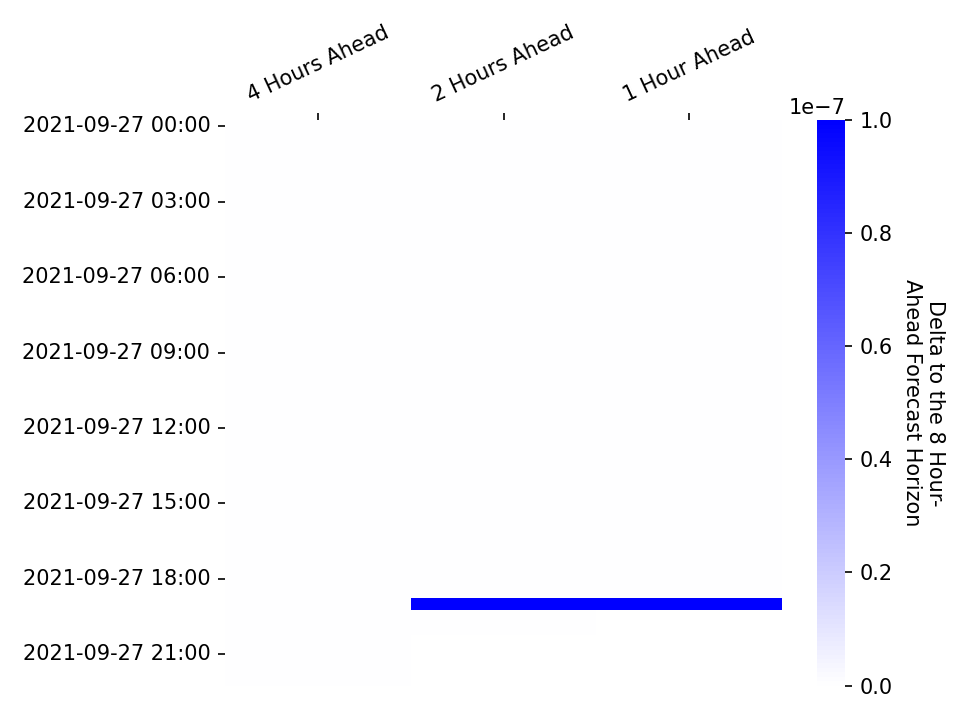 4 Hours Ahead
2 Hours Ahead
1 Hour Ahead
2021-09-27 00:00
2021-09-27 03:00
2021-09-27 06:00
2021-09-27 09:00
2021-09-27 12:00
2021-09-27 15:00
2021-09-27 18:00
2021-09-27 21:00
1e−7
1.0
0.8
0.6
0.4
0.2
0.0
Delta to the 8 Hour-
Ahead Forecast Horizon